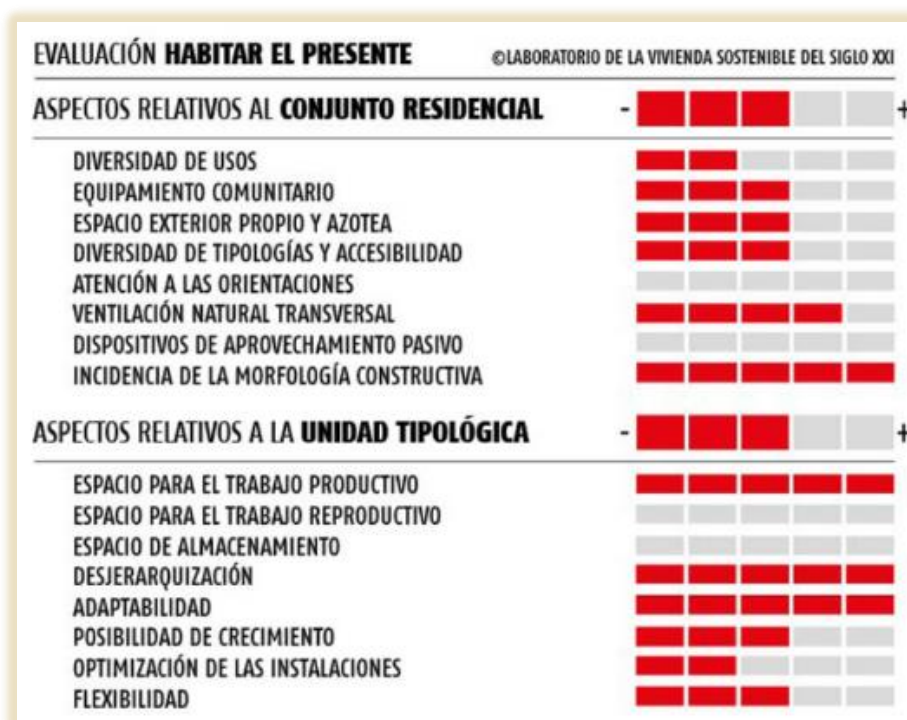 EVALUACIÓN HABITAR EL PRESENTE ©LABORATORIO DE LA VIVIENDA SOSTENIBLE DEL SIGLO XXI
ASPECTOS RELATIVOS AL CONJUNTO RESIDENCIAL - +
DIVERSIDAD DE USOS
EQUIPAMIENTO COMUNITARIO
ESPACIO EXTERIOR PROPIO Y AZOTEA
DIVERSIDAD DE TIPOLOGÍAS Y ACCESIBILIDAD
ATENCIÓN A LAS ORIENTACIONES
VENTILACIÓN NATURAL TRANSVERSAL
DISPOSITIVOS DE APROVECHAMIENTO PASIVO
INCIDENCIA DE LA MORFOLOGÍA CONSTRUCTIVA
ASPECTOS RELATIVOS A LA UNIDAD TIPOLÓGICA - +
ESPACIO PARA EL TRABAJO PRODUCTIVO
ESPACIO PARA EL TRABAJO REPRODUCTIVO
ESPACIO DE ALMACENAMIENTO
DESJERARQUIZACIÓN
ADAPTABILIDAD
POSIBILIDAD DE CRECIMIENTO
OPTIMIZACIÓN DE LAS INSTALACIONES
FLEXIBILIDAD